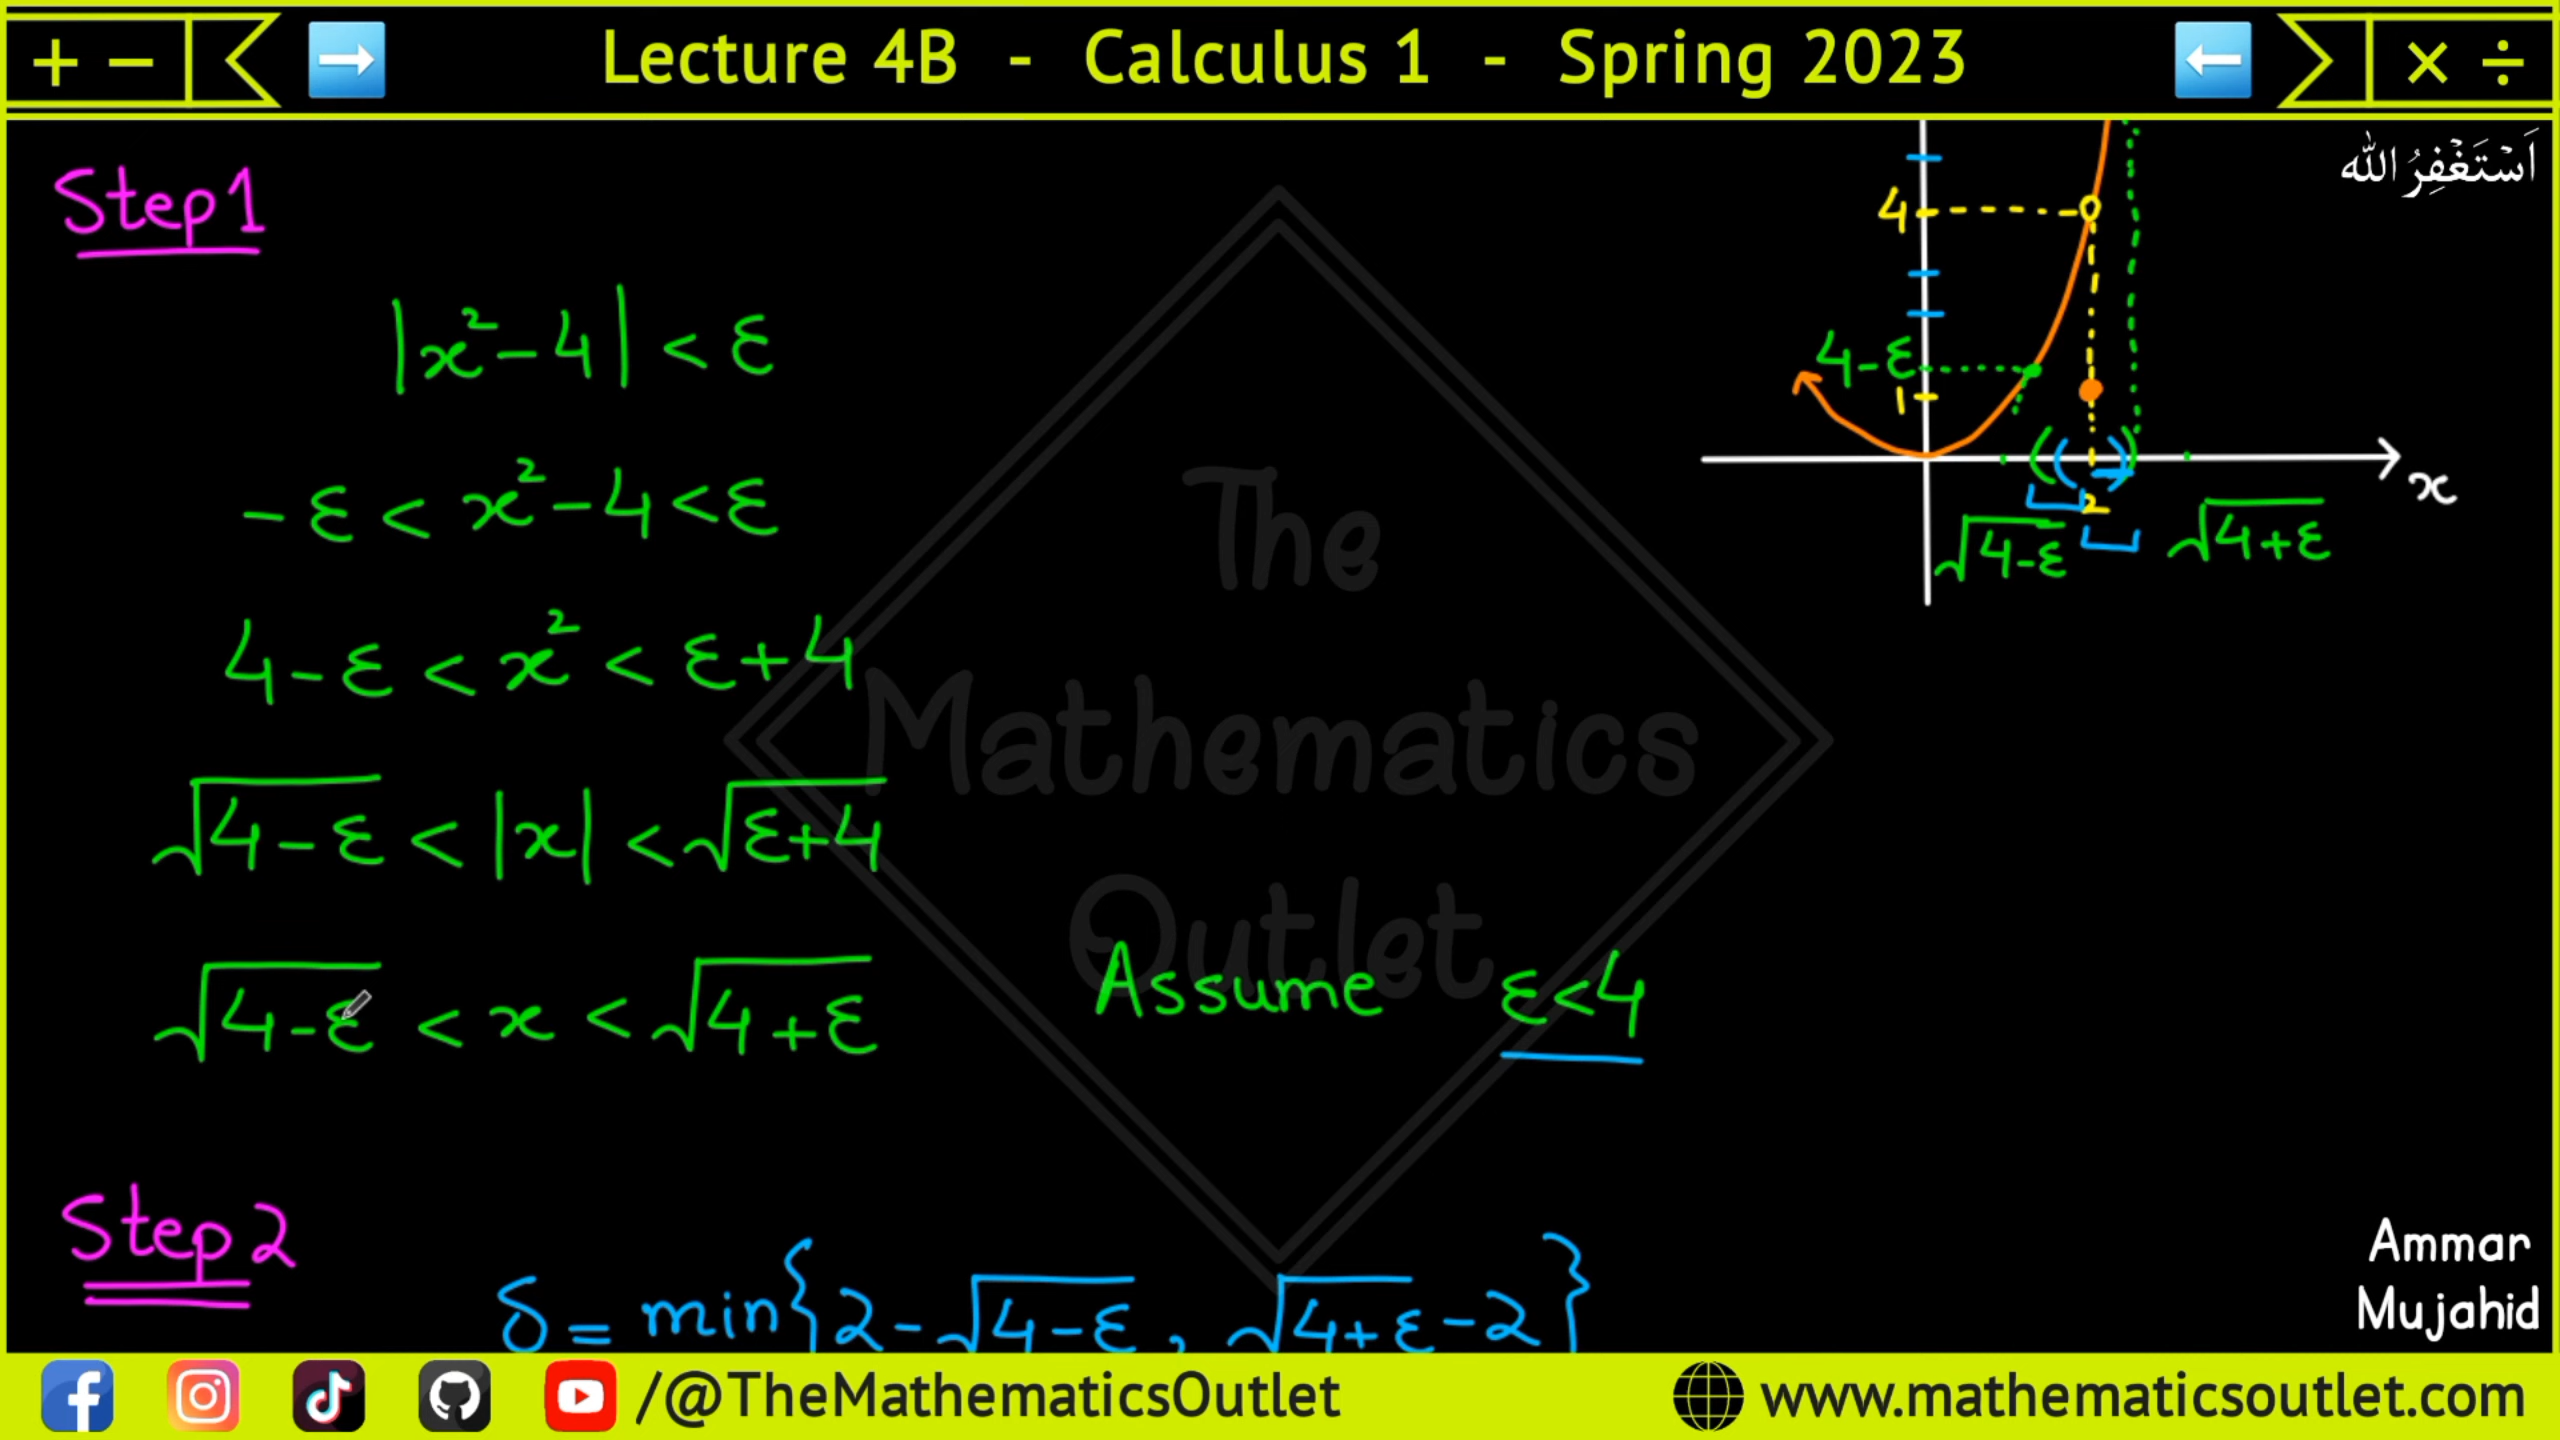 + −
➡ Lecture 4B - Calculus 1 - Spring 2023 ⬅
× ÷
اَسْتَغْفِرُ اللّٰه
Step 1
|x² − 4| < ε
− ε < x² − 4 < ε
4 − ε < x² < ε + 4
√(4 − ε) < |x| < √(ε + 4)
√(4 − ε) < x < √(4 + ε)
Assume ε < 4
4
4 − ε
1
x
2
√(4 − ε)
√(4 + ε)
The
Mathematics
Outlet
Step 2
δ = min{2 − √(4 − ε), √(4 + ε) − 2}
Ammar
Mujahid
/@TheMathematicsOutlet
www.mathematicsoutlet.com